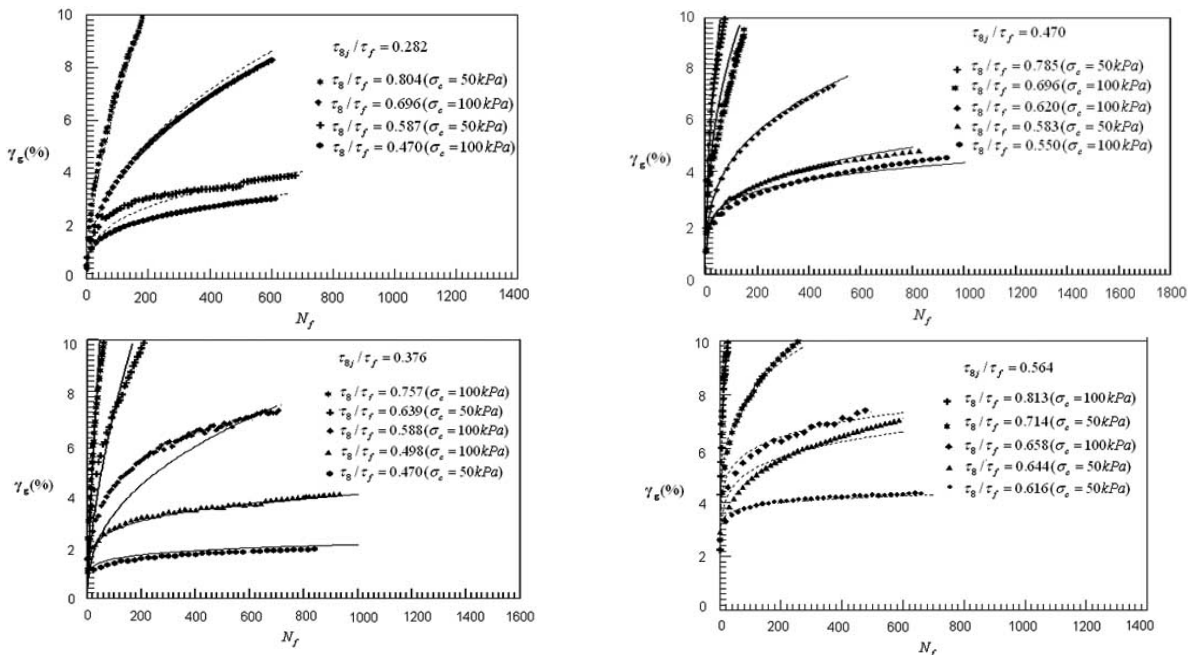 10
8
6
4
2
0
γg(%)
τ8j/τf = 0.282
τ8/τf = 0.804(σc = 50kPa)
τ8/τf = 0.696(σc = 100kPa)
τ8/τf = 0.587(σc = 50kPa)
τ8/τf = 0.470(σc = 100kPa)
0 200 400 600 800 1000 1200 1400
Nf
10
8
6
4
2
0
γg(%)
τ8j/τf = 0.470
τ8/τf = 0.785(σc = 50kPa)
τ8/τf = 0.696(σc = 100kPa)
τ8/τf = 0.620(σc = 100kPa)
τ8/τf = 0.583(σc = 50kPa)
τ8/τf = 0.550(σc = 100kPa)
0 200 400 600 800 1000 1200 1400 1600 1800
Nf
10
8
6
4
2
0
γg(%)
τ8j/τf = 0.376
τ8/τf = 0.757(σc = 100kPa)
τ8/τf = 0.639(σc = 50kPa)
τ8/τf = 0.588(σc = 100kPa)
τ8/τf = 0.498(σc = 100kPa)
τ8/τf = 0.470(σc = 50kPa)
0 200 400 600 800 1000 1200 1400 1600
Nf
10
8
6
4
2
0
γg(%)
τ8j/τf = 0.564
τ8/τf = 0.813(σc = 100kPa)
τ8/τf = 0.714(σc = 50kPa)
τ8/τf = 0.658(σc = 100kPa)
τ8/τf = 0.644(σc = 50kPa)
τ8/τf = 0.616(σc = 50kPa)
0 200 400 600 800 1000 1200 1400
Nf